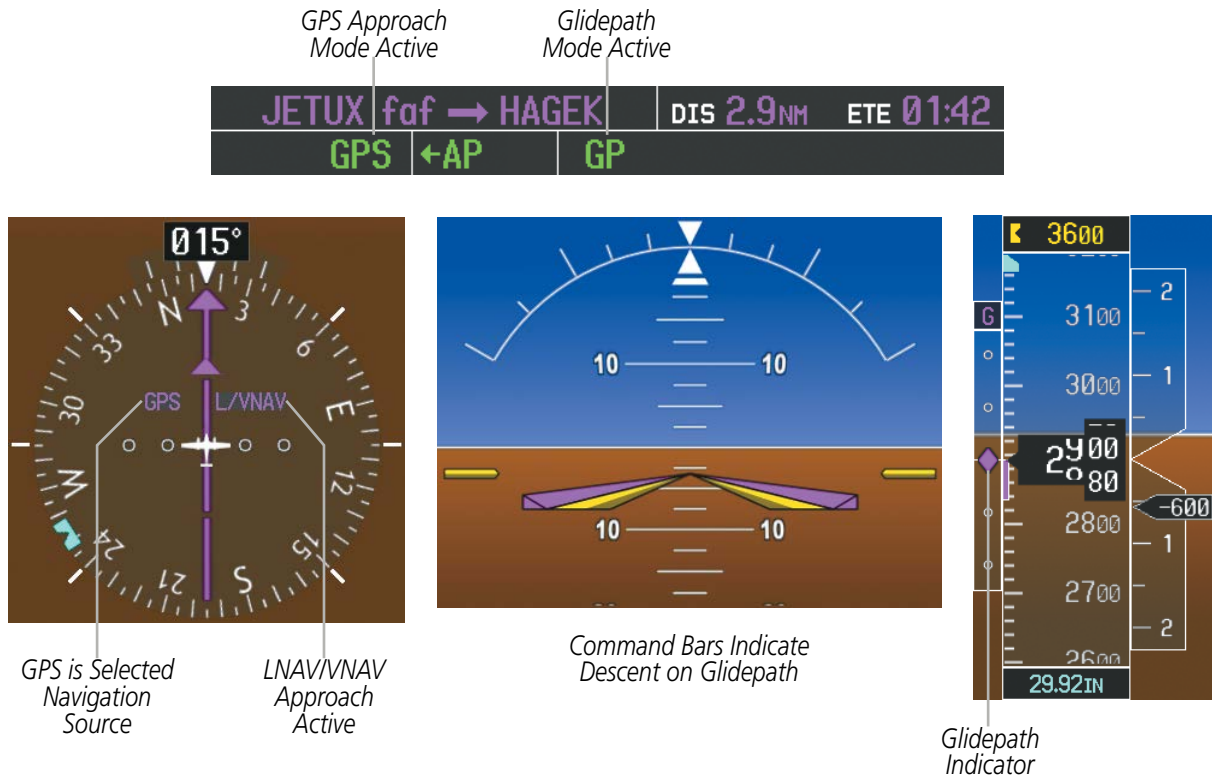 GPS Approach
Mode Active
Glidepath
Mode Active
JETUX faf → HAGEK DIS 2.9NM ETE 01:42
GPS ←AP GP
015°
N 3 6 E 12 15 S 21 24 W 30 33
GPS L/VNAV
GPS is Selected
Navigation
Source
LNAV/VNAV
Approach
Active
10 10
10 10
Command Bars Indicate
Descent on Glidepath
3600
2
G 3100
1
3000
2900
80
-600
2800
1
2700
2
2600
29.92IN
Glidepath
Indicator